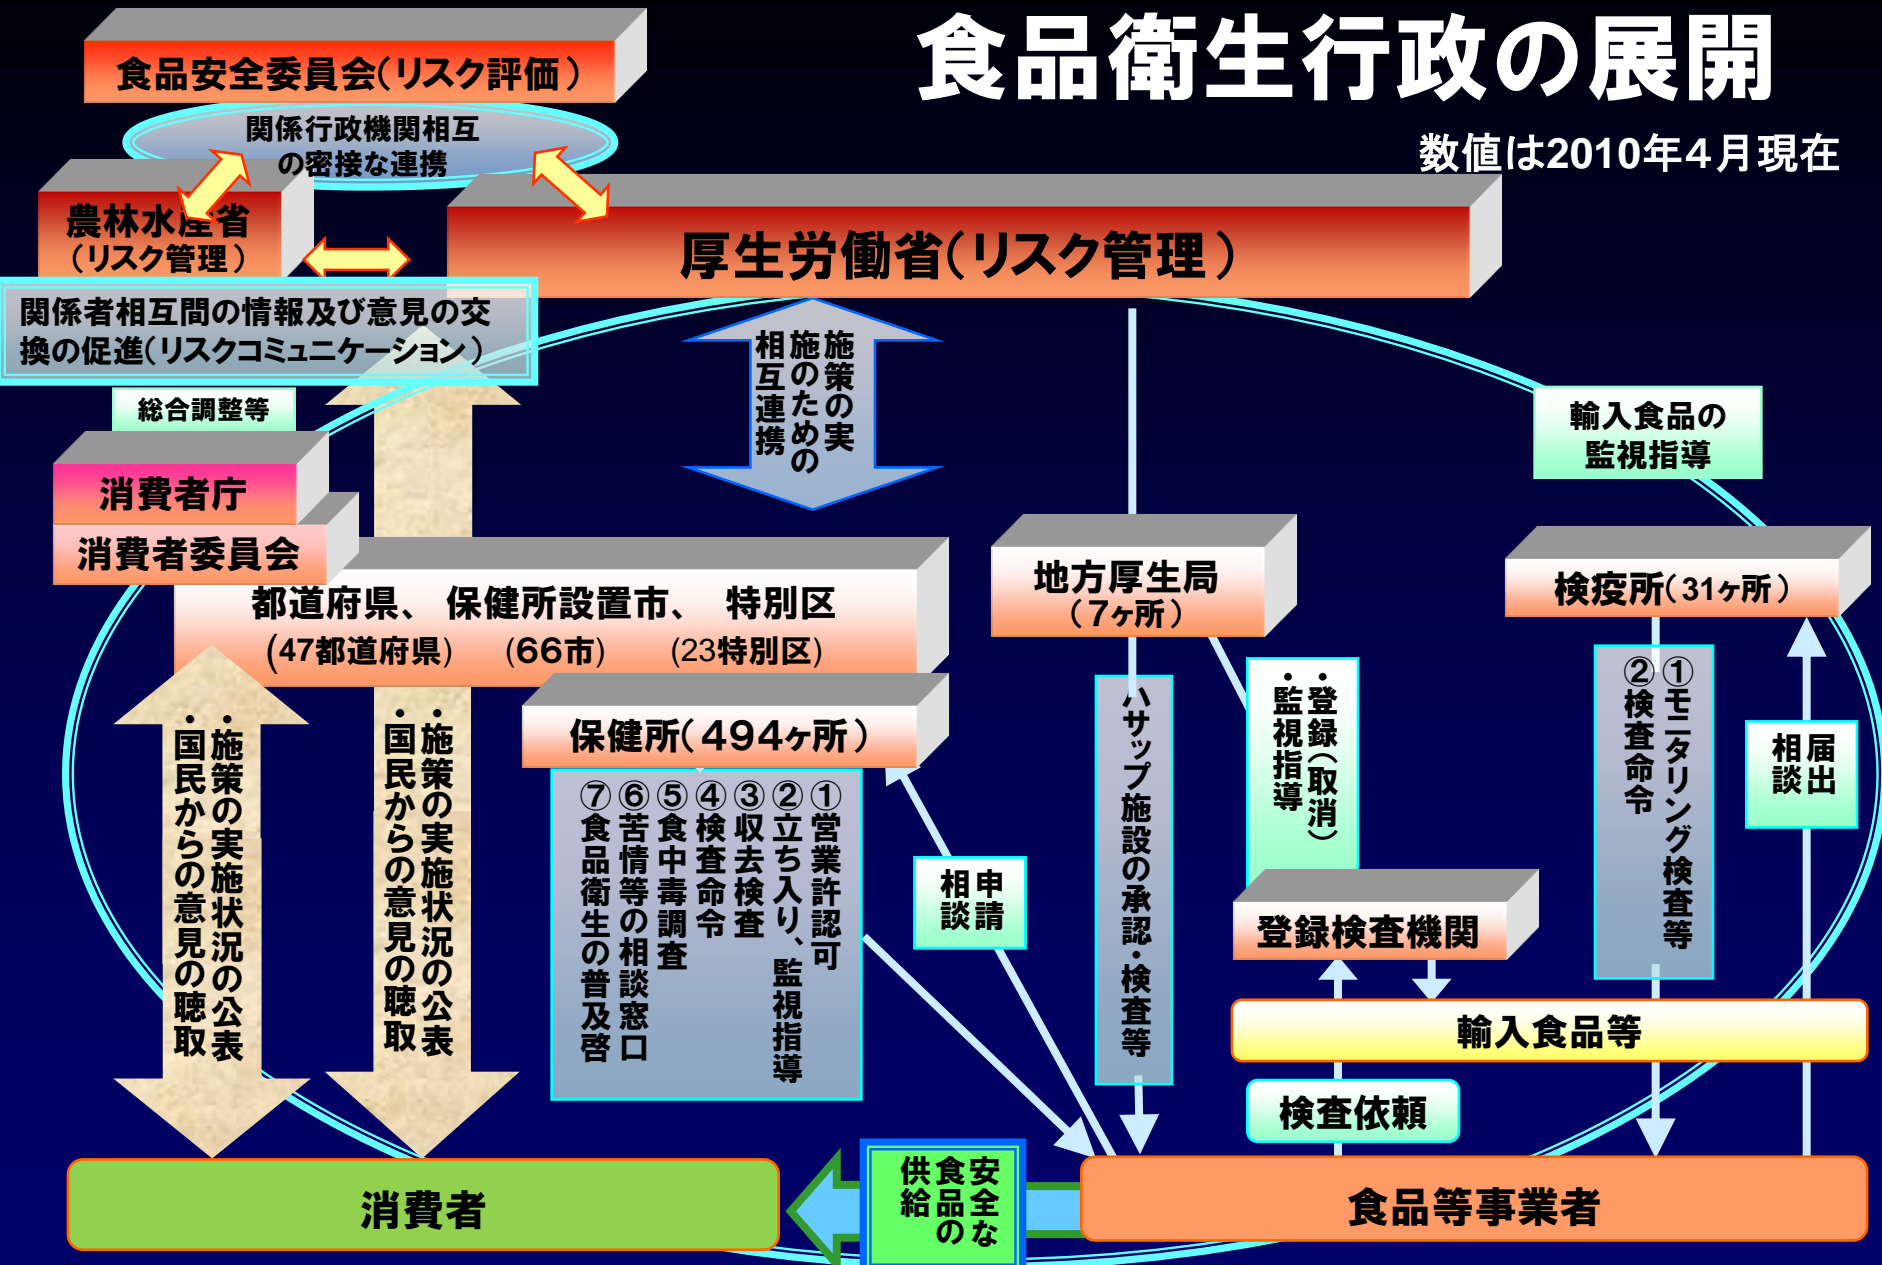 食品衛生行政の展開
数値は2010年4月現在
食品安全委員会(リスク評価)
関係行政機関相互
の密接な連携
農林水産省
(リスク管理)
厚生労働省(リスク管理)
関係者相互間の情報及び意見の交
換の促進(リスクコミュニケーション)
総合調整等
消費者庁
消費者委員会
施策の実
施のための
相互連携
輸入食品の
監視指導
都道府県、 保健所設置市、 特別区
(47都道府県) (66市) (23特別区)
地方厚生局
(7ヶ所)
検疫所(31ヶ所)
保健所(494ヶ所)
・施策の実施状況の公表
・国民からの意見の聴取
・施策の実施状況の公表
・国民からの意見の聴取
①営業許認可
②立ち入り、監視指導
③収去検査
④検査命令
⑤食中毒調査
⑥苦情等の相談窓口
⑦食品衛生の普及啓
申請
相談
ハサップ施設の承認・検査等
・登録(取消)
・監視指導
登録検査機関
①モニタリング検査等
②検査命令
届出
相談
輸入食品等
検査依頼
消費者
安全な
食品の
供給
食品等事業者